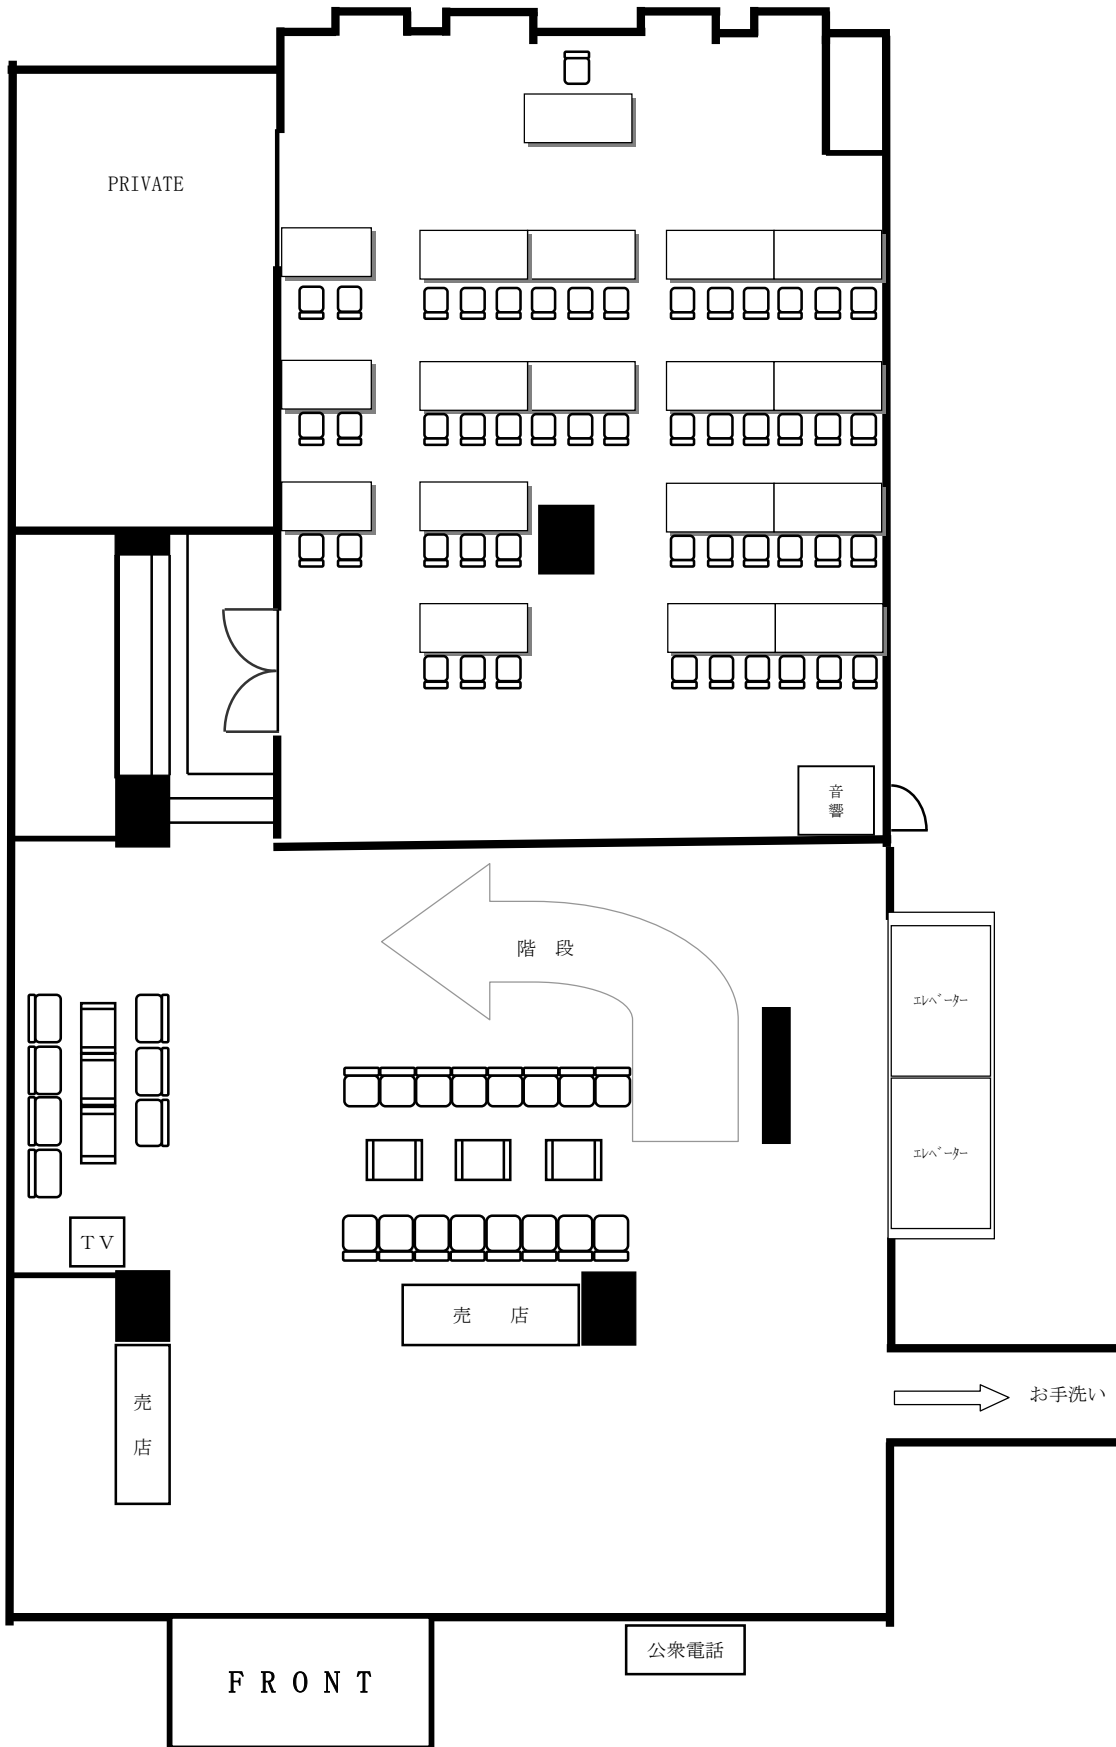 PRIVATE
音
響
階 段
エレベーター
エレベーター
TV
売 店
売
店
お手洗い
公衆電話
FRONT